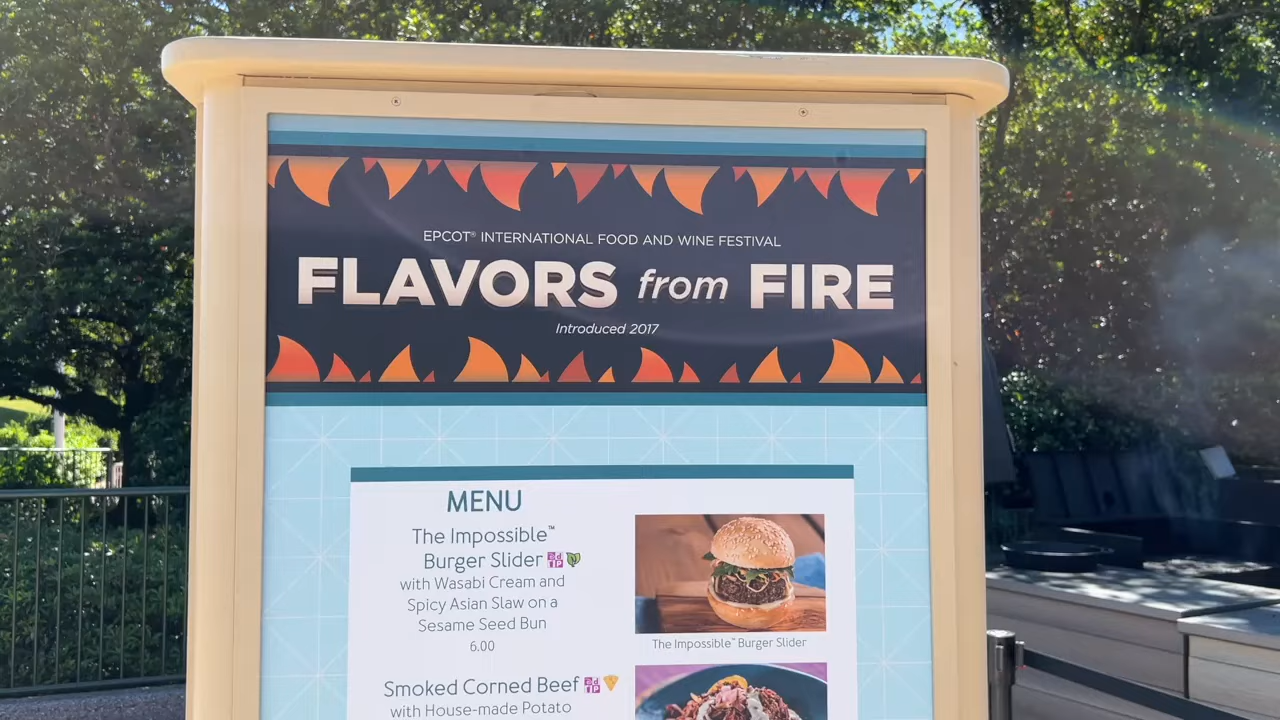 EPCOT® INTERNATIONAL FOOD AND WINE FESTIVAL
FLAVORS from FIRE
Introduced 2017
MENU
The Impossible™
Burger Slider
with Wasabi Cream and
Spicy Asian Slaw on a
Sesame Seed Bun
6.00
The Impossible™ Burger Slider
Smoked Corned Beef
with House-made Potato